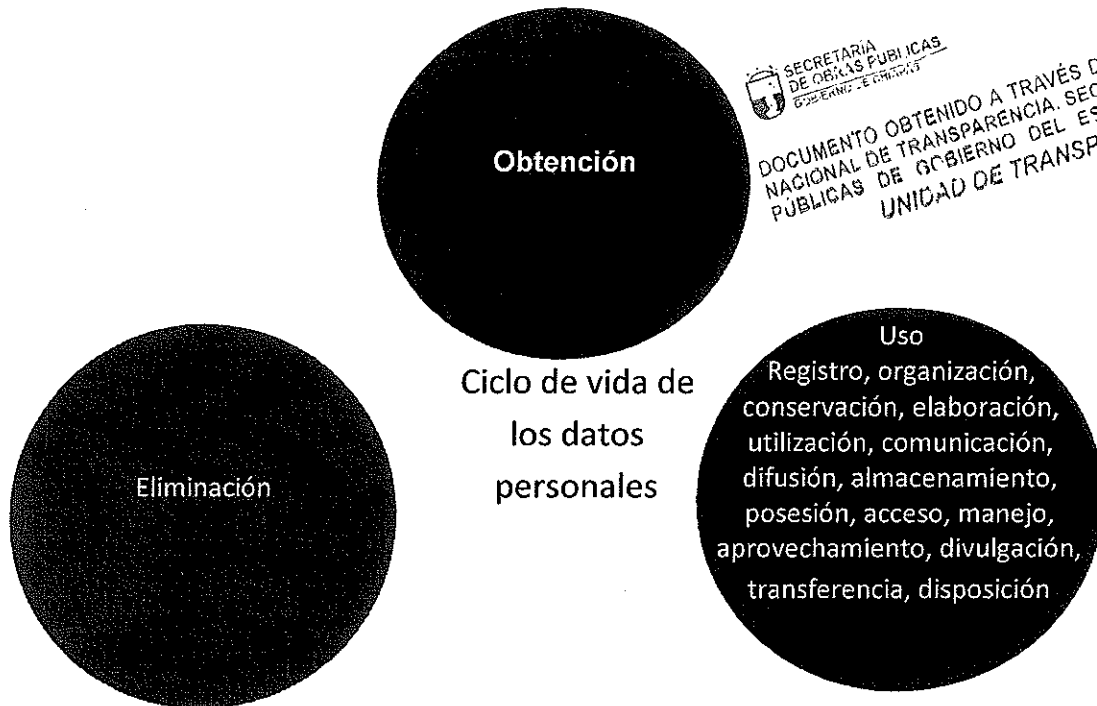 SECRETARÍA
DE OBRAS PÚBLICAS
DOCUMENTO OBTENIDO A TRAVÉS D
NACIONAL DE TRANSPARENCIA. SEC
PÚBLICAS DE GOBIERNO DEL ES
UNIDAD DE TRANSP
Obtención
Ciclo de vida de
los datos
personales
Eliminación
Uso
Registro, organización,
conservación, elaboración,
utilización, comunicación,
difusión, almacenamiento,
posesión, acceso, manejo,
aprovechamiento, divulgación,
transferencia, disposición